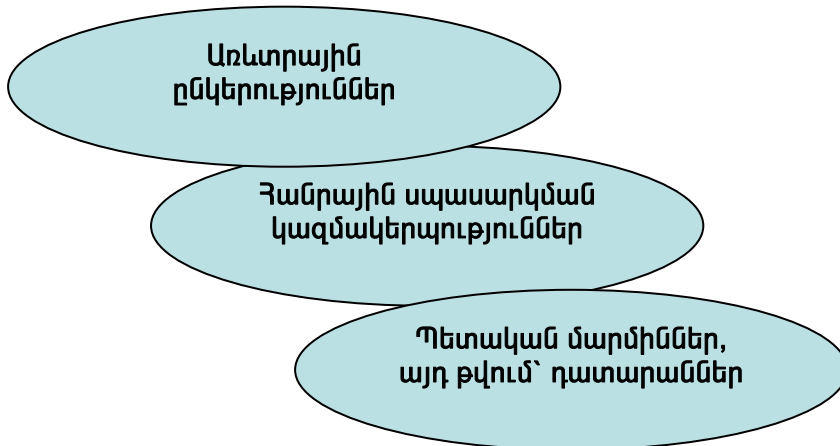 Առևտրային
ընկերություններ
Հանրային սպասարկման
կազմակերպություններ
Պետական մարմիններ,
այդ թվում՝ դատարաններ